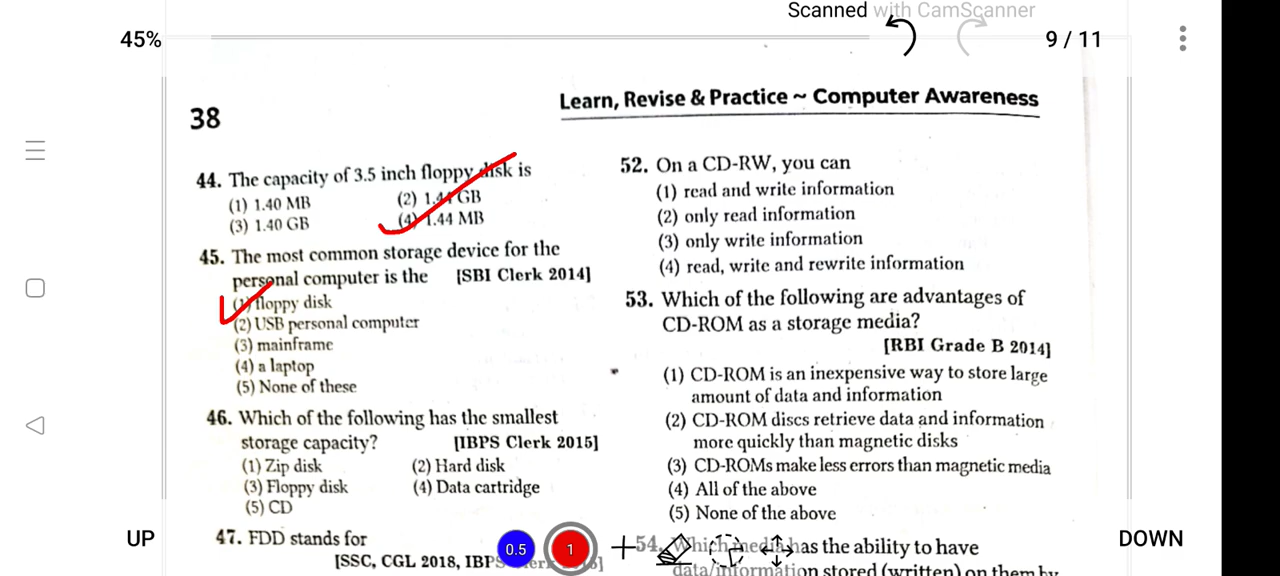 Scanned with CamScanner
45%
9 / 11
38
Learn, Revise & Practice ~ Computer Awareness
44. The capacity of 3.5 inch floppy disk is
(1) 1.40 MB (2) 1.44 GB
(3) 1.40 GB (4) 1.44 MB
45. The most common storage device for the
personal computer is the [SBI Clerk 2014]
(1) floppy disk
(2) USB personal computer
(3) mainframe
(4) a laptop
(5) None of these
46. Which of the following has the smallest
storage capacity? [IBPS Clerk 2015]
(1) Zip disk (2) Hard disk
(3) Floppy disk (4) Data cartridge
(5) CD
47. FDD stands for
[SSC, CGL 2018, IBPS Clerk
52. On a CD-RW, you can
(1) read and write information
(2) only read information
(3) only write information
(4) read, write and rewrite information
53. Which of the following are advantages of
CD-ROM as a storage media?
[RBI Grade B 2014]
(1) CD-ROM is an inexpensive way to store large
amount of data and information
(2) CD-ROM discs retrieve data and information
more quickly than magnetic disks
(3) CD-ROMs make less errors than magnetic media
(4) All of the above
(5) None of the above
54. Which media has the ability to have
data/information stored (written) on them by
UP
0.5
1
DOWN